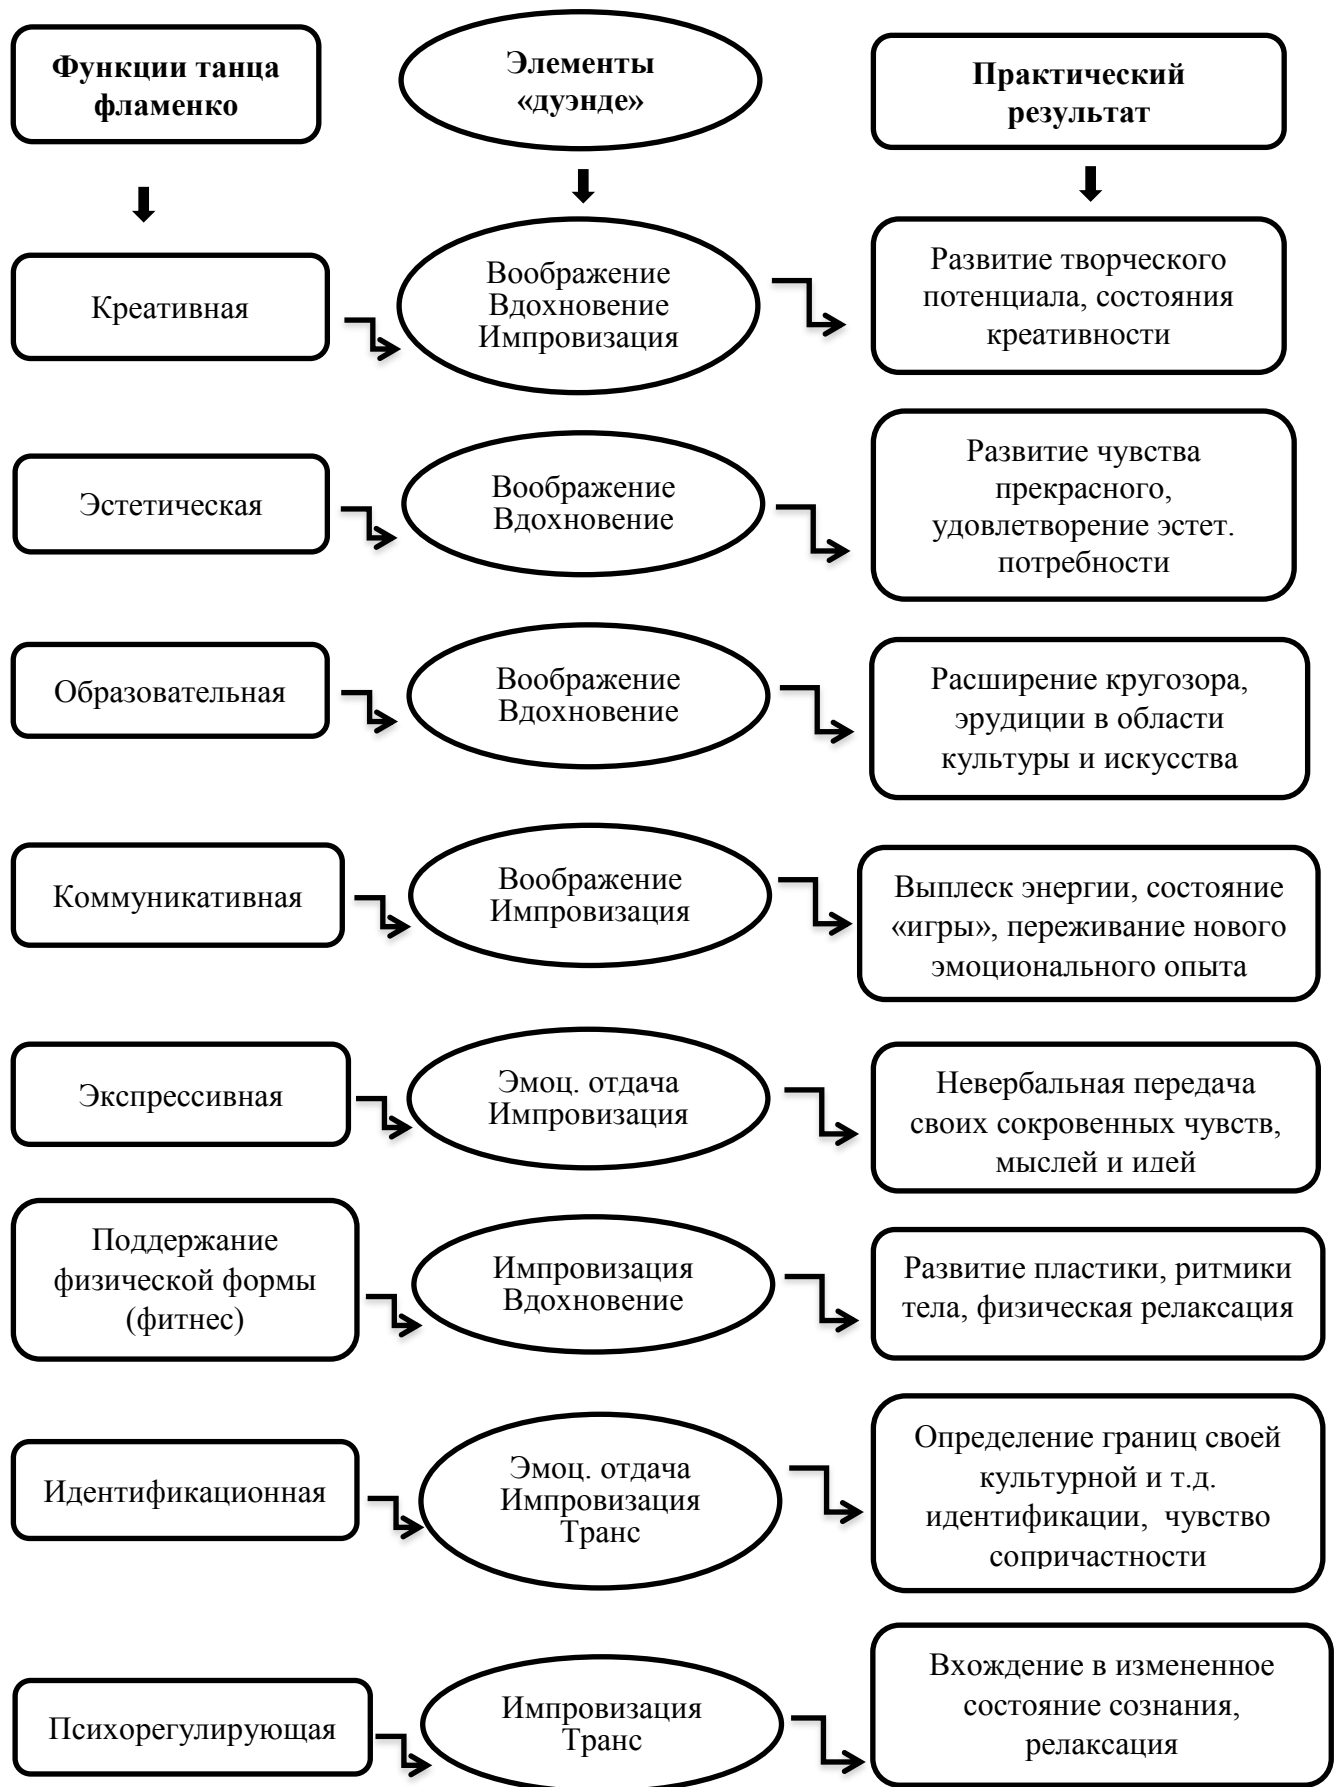 Функции танца
фламенко
Элементы
«дуэнде»
Практический
результат
Креативная
Воображение
Вдохновение
Импровизация
Развитие творческого
потенциала, состояния
креативности
Эстетическая
Воображение
Вдохновение
Развитие чувства
прекрасного,
удовлетворение эстет.
потребности
Образовательная
Воображение
Вдохновение
Расширение кругозора,
эрудиции в области
культуры и искусства
Коммуникативная
Воображение
Импровизация
Выплеск энергии, состояние
«игры», переживание нового
эмоционального опыта
Экспрессивная
Эмоц. отдача
Импровизация
Невербальная передача
своих сокровенных чувств,
мыслей и идей
Поддержание
физической формы
(фитнес)
Импровизация
Вдохновение
Развитие пластики, ритмики
тела, физическая релаксация
Идентификационная
Эмоц. отдача
Импровизация
Транс
Определение границ своей
культурной и т.д.
идентификации, чувство
сопричастности
Психорегулирующая
Импровизация
Транс
Вхождение в измененное
состояние сознания,
релаксация